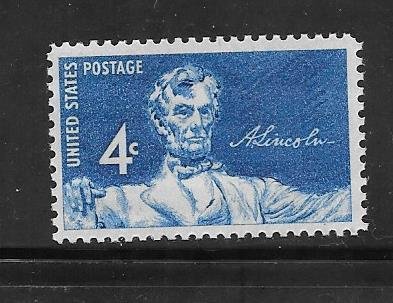 UNITED STATES POSTAGE
4c
A. Lincoln